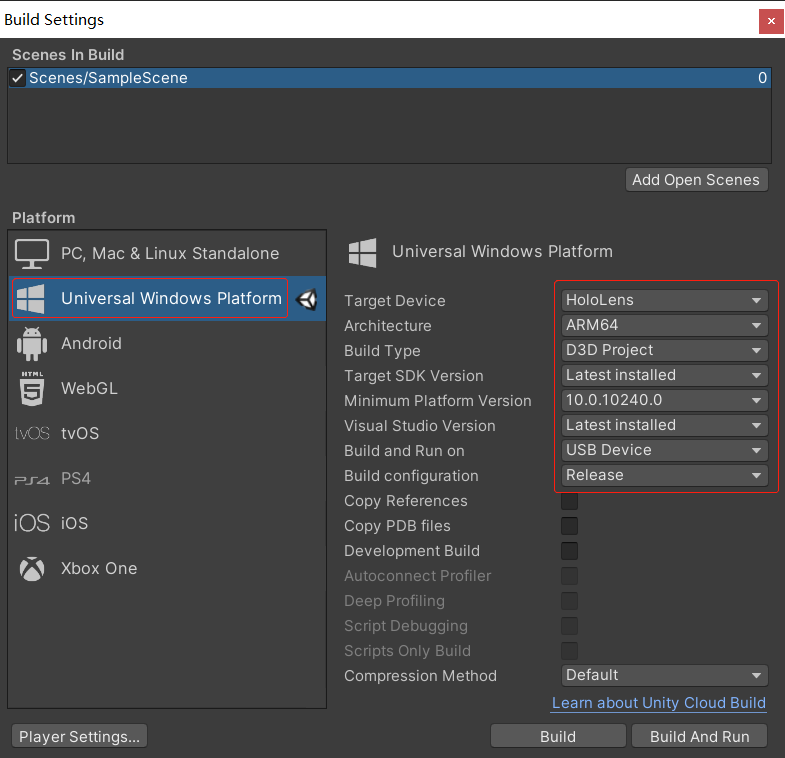 Build Settings
Scenes In Build
Scenes/SampleScene 0
Add Open Scenes
Platform
PC, Mac & Linux Standalone
Universal Windows Platform
Android
HTML
5
WebGL
tvOS tvOS
PS4 PS4
iOS iOS
Xbox One
Universal Windows Platform
Target Device HoloLens
Architecture ARM64
Build Type D3D Project
Target SDK Version Latest installed
Minimum Platform Version 10.0.10240.0
Visual Studio Version Latest installed
Build and Run on USB Device
Build configuration Release
Copy References
Copy PDB files
Development Build
Autoconnect Profiler
Deep Profiling
Script Debugging
Scripts Only Build
Compression Method Default
Learn about Unity Cloud Build
Player Settings... Build Build And Run